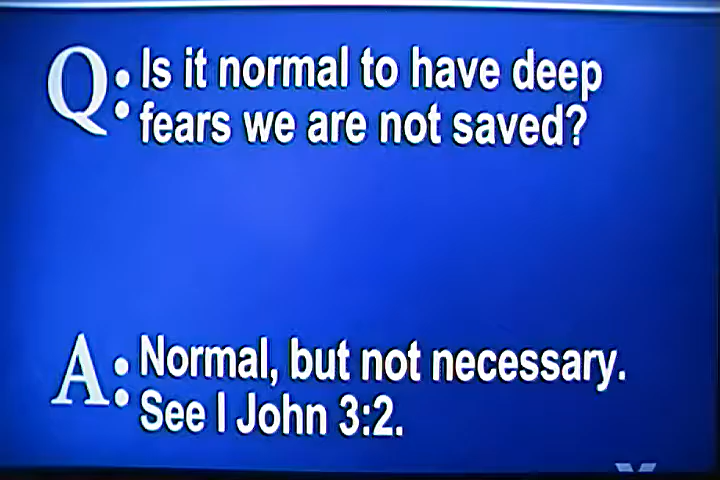 Q: Is it normal to have deep
fears we are not saved?
A: Normal, but not necessary.
See I John 3:2.